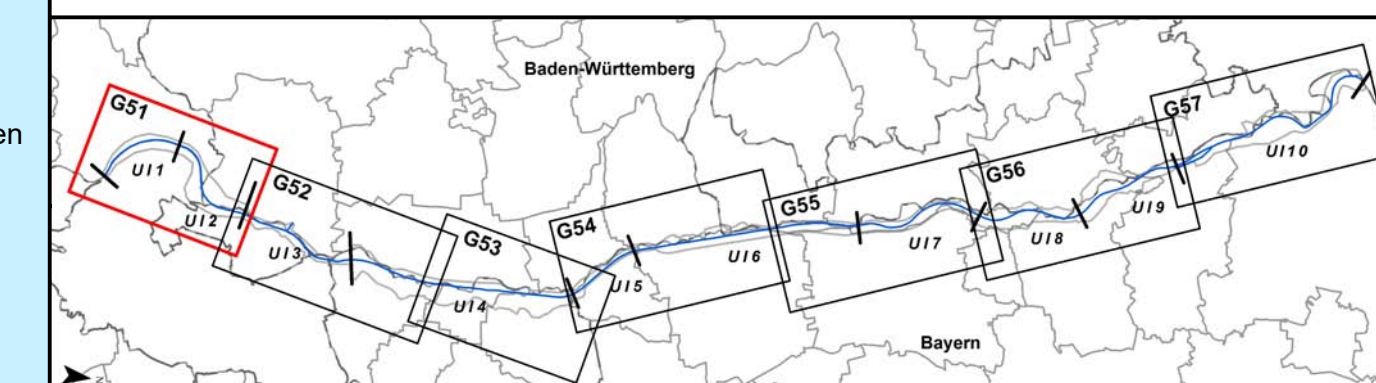 en
Baden-Württemberg
G51
UI1
UI2
G52
UI3
G53
UI4
G54
UI5
UI6
G55
UI7
G56
UI8
UI9
G57
UI10
Bayern